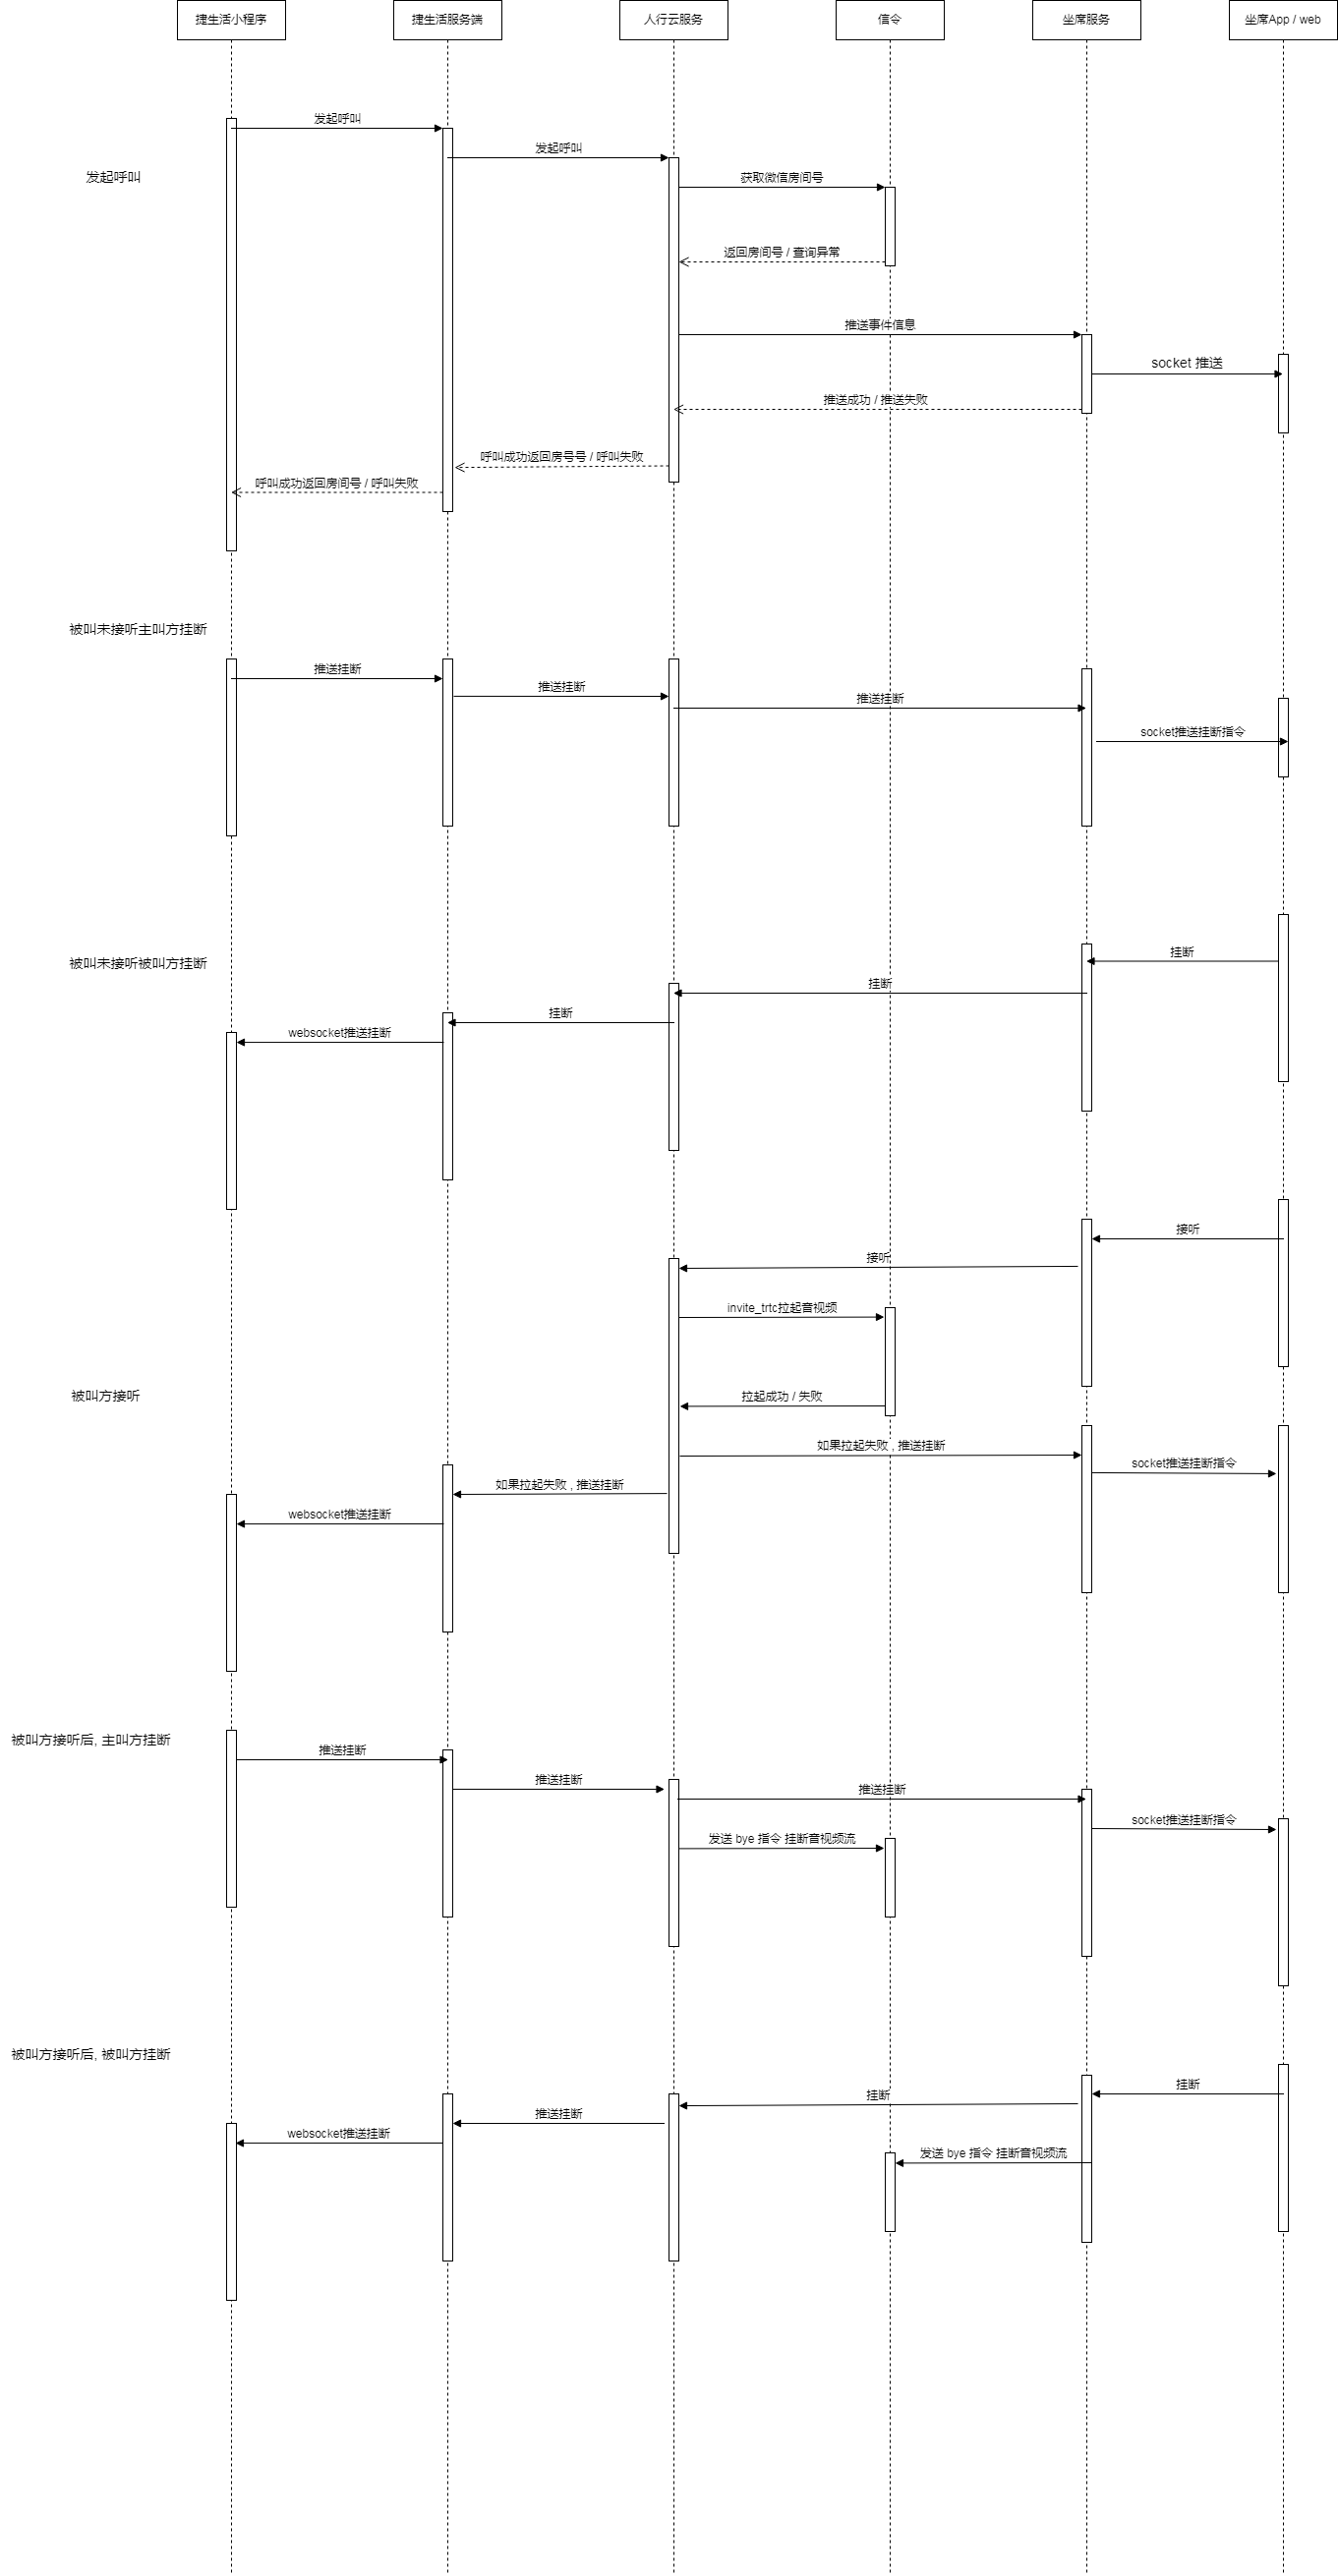 捷生活小程序
捷生活服务端
人行云服务
信令
坐席服务
坐席App / web
发起呼叫
发起呼叫
发起呼叫
获取微信房间号
返回房间号 / 查询异常
推送事件信息
socket 推送
推送成功 / 推送失败
呼叫成功返回房号号 / 呼叫失败
呼叫成功返回房间号 / 呼叫失败
被叫未接听主叫方挂断
推送挂断
推送挂断
推送挂断
socket推送挂断指令
被叫未接听被叫方挂断
挂断
挂断
挂断
websocket推送挂断
接听
接听
invite_trtc拉起音视频
被叫方接听
拉起成功 / 失败
如果拉起失败 , 推送挂断
socket推送挂断指令
如果拉起失败 , 推送挂断
websocket推送挂断
被叫方接听后, 主叫方挂断
推送挂断
推送挂断
推送挂断
socket推送挂断指令
发送 bye 指令 挂断音视频流
被叫方接听后, 被叫方挂断
挂断
挂断
推送挂断
websocket推送挂断
发送 bye 指令 挂断音视频流